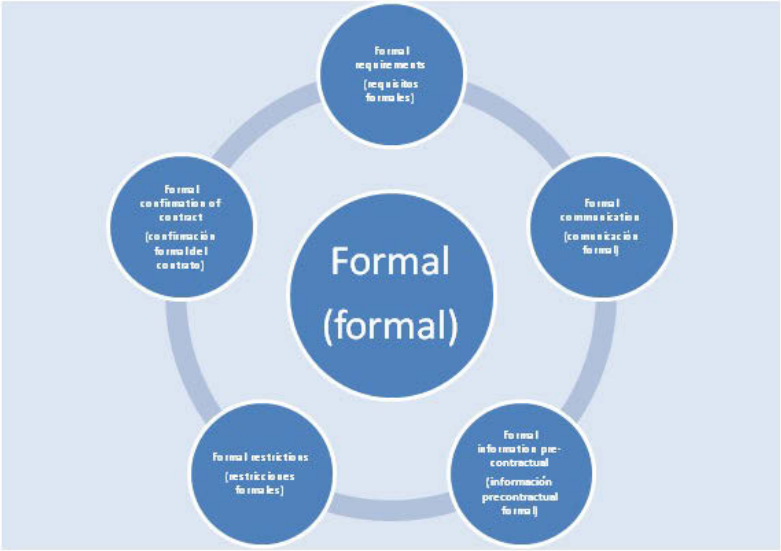 Formal
requirements
(requisitos
formales)
Formal
communication
(comunicación
formal)
Formal
information pre-
contractual
(información
precontractual
formal)
Formal restrictions
(restricciones
formales)
Formal
confirmation of
contract
(confirmación
formal del
contrato)
Formal
(formal)